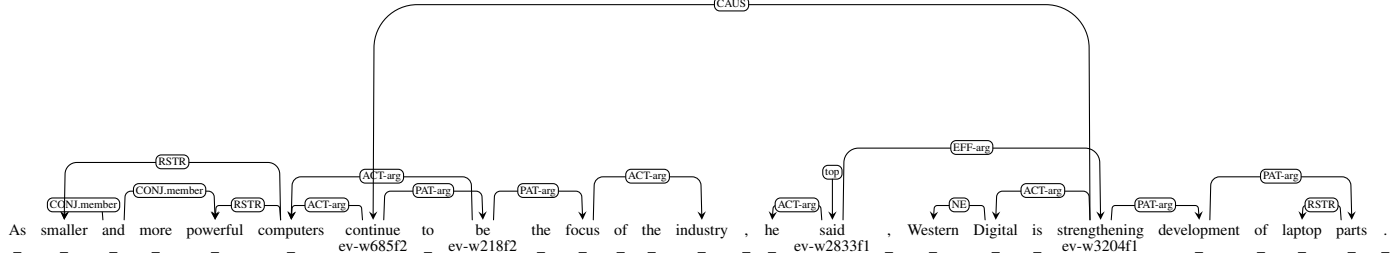 CAUS
RSTR EFF-arg
ACT-arg ACT-arg top PAT-arg
CONJ.member PAT-arg PAT-arg ACT-arg
CONJ.member RSTR ACT-arg ACT-arg NE PAT-arg RSTR
As smaller and more powerful computers continue to be the focus of the industry , he said , Western Digital is strengthening development of laptop parts .
ev-w685f2 ev-w218f2 ev-w2833f1 ev-w3204f1
_ _ _ _ _ _ _ _ _ _ _ _ _ _ _ _ _ _ _ _ _ _ _ _ _ _ _